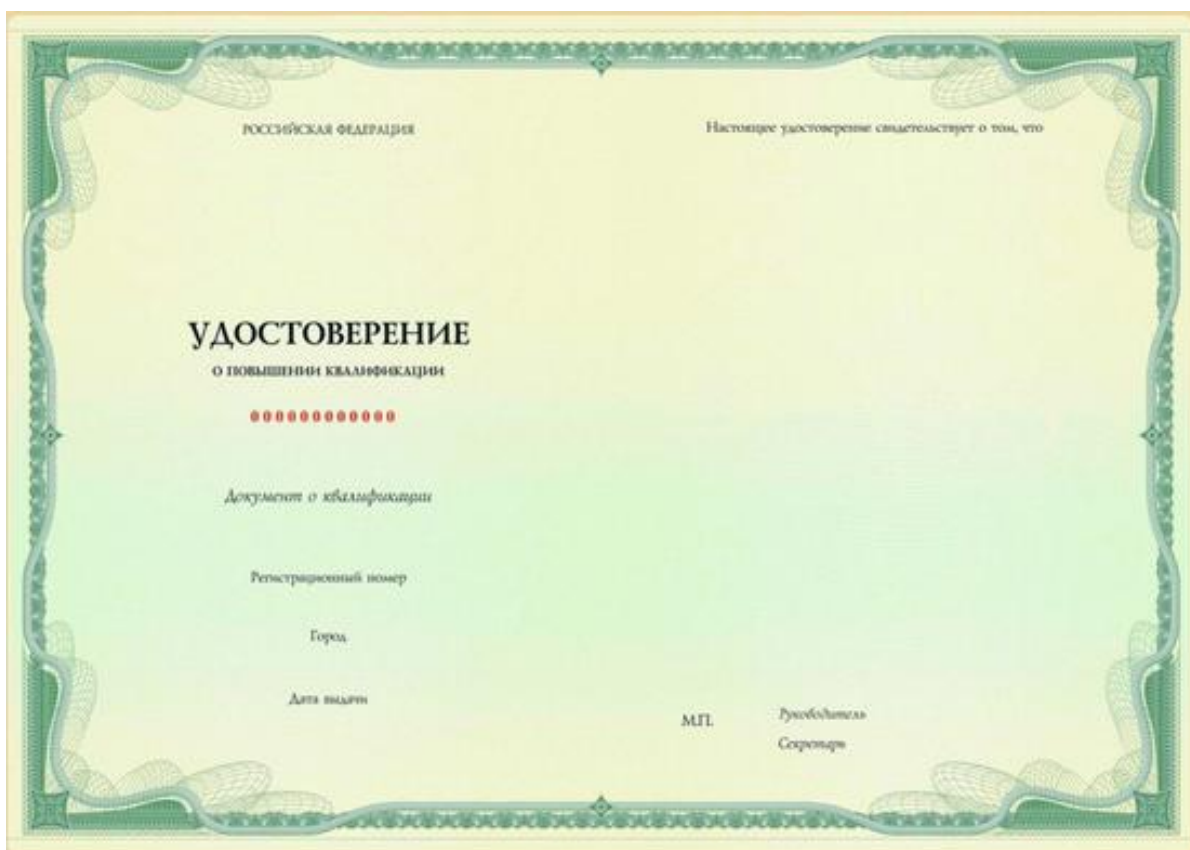 РОССИЙСКАЯ ФЕДЕРАЦИЯ
УДОСТОВЕРЕНИЕ
О ПОВЫШЕНИИ КВАЛИФИКАЦИИ
000000000000
Документ о квалификации
Регистрационный номер
Город
Дата выдачи
Настоящее удостоверение свидетельствует о том, что
М.П.
Руководитель
Секретарь